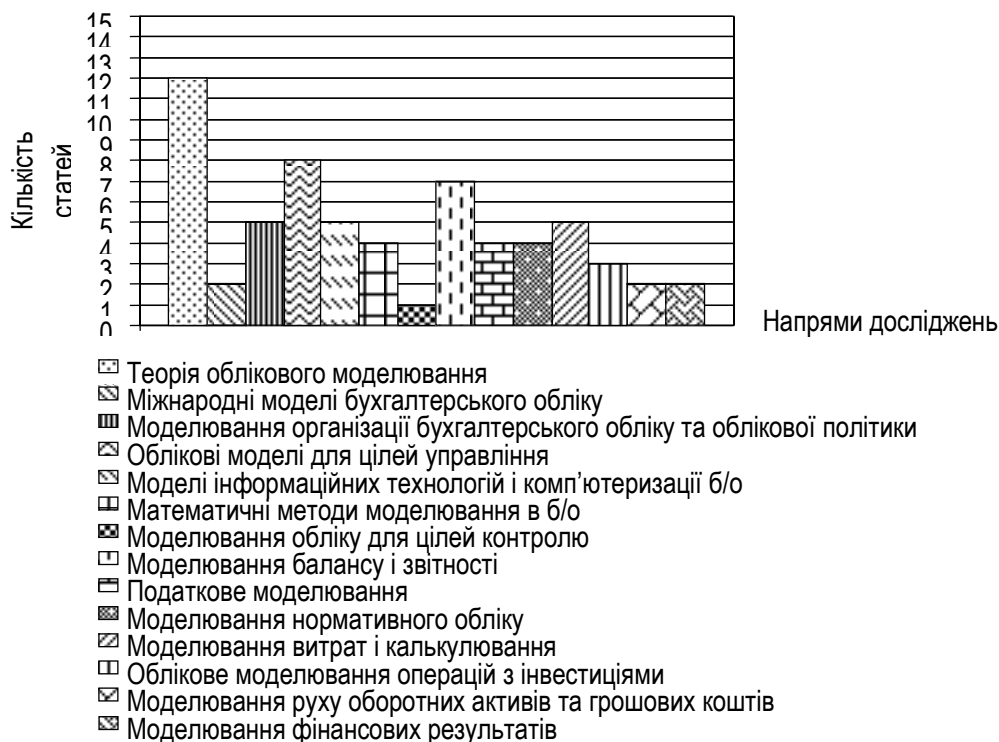 15
14
13
12
11
10
9
8
7
6
5
4
3
2
1
0
Кількість
статей
Напрями досліджень
Теорія облікового моделювання
Міжнародні моделі бухгалтерського обліку
Моделювання організації бухгалтерського обліку та облікової політики
Облікові моделі для цілей управління
Моделі інформаційних технологій і комп’ютеризації б/о
Математичні методи моделювання в б/о
Моделювання обліку для цілей контролю
Моделювання балансу і звітності
Податкове моделювання
Моделювання нормативного обліку
Моделювання витрат і калькулювання
Облікове моделювання операцій з інвестиціями
Моделювання руху оборотних активів та грошових коштів
Моделювання фінансових результатів